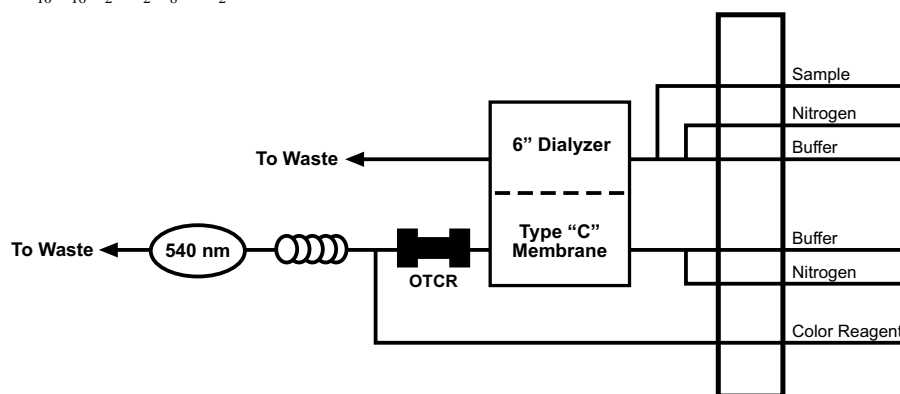 Sample
Nitrogen
6” Dialyzer
Buffer
To Waste
Type “C”
Membrane
Buffer
To Waste
540 nm
OTCR
Nitrogen
Color Reagent